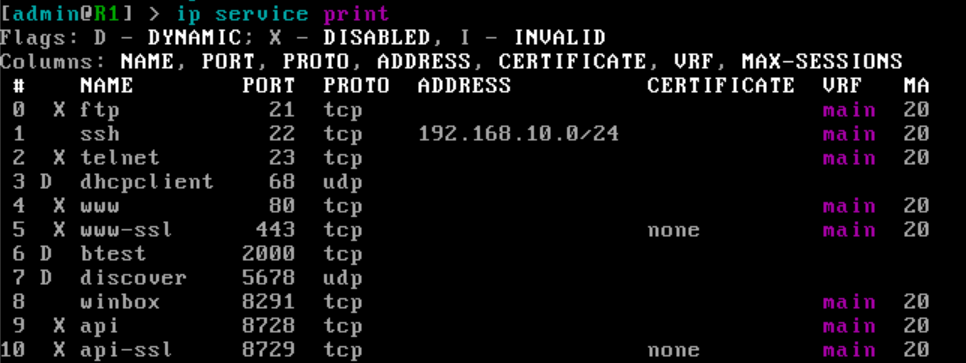 [admin@R1] > ip service print
Flags: D - DYNAMIC; X - DISABLED, I - INVALID
Columns: NAME, PORT, PROTO, ADDRESS, CERTIFICATE, VRF, MAX-SESSIONS
#    NAME        PORT  PROTO  ADDRESS          CERTIFICATE  VRF   MA
0  X ftp           21  tcp                                  main  20
1    ssh           22  tcp    192.168.10.0/24               main  20
2  X telnet        23  tcp                                  main  20
3 D  dhcpclient    68  udp
4  X www           80  tcp                                  main  20
5  X www-ssl      443  tcp                     none         main  20
6 D  btest       2000  tcp
7 D  discover    5678  udp
8    winbox      8291  tcp                                  main  20
9  X api         8728  tcp                                  main  20
10 X api-ssl     8729  tcp                     none         main  20